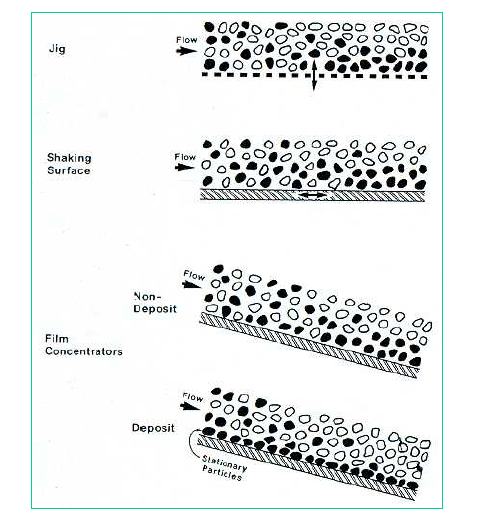 Jig
Flow
Shaking
Surface
Flow
Flow
Non-
Deposit
Film
Concentrators
Flow
Deposit
Stationary
Particles